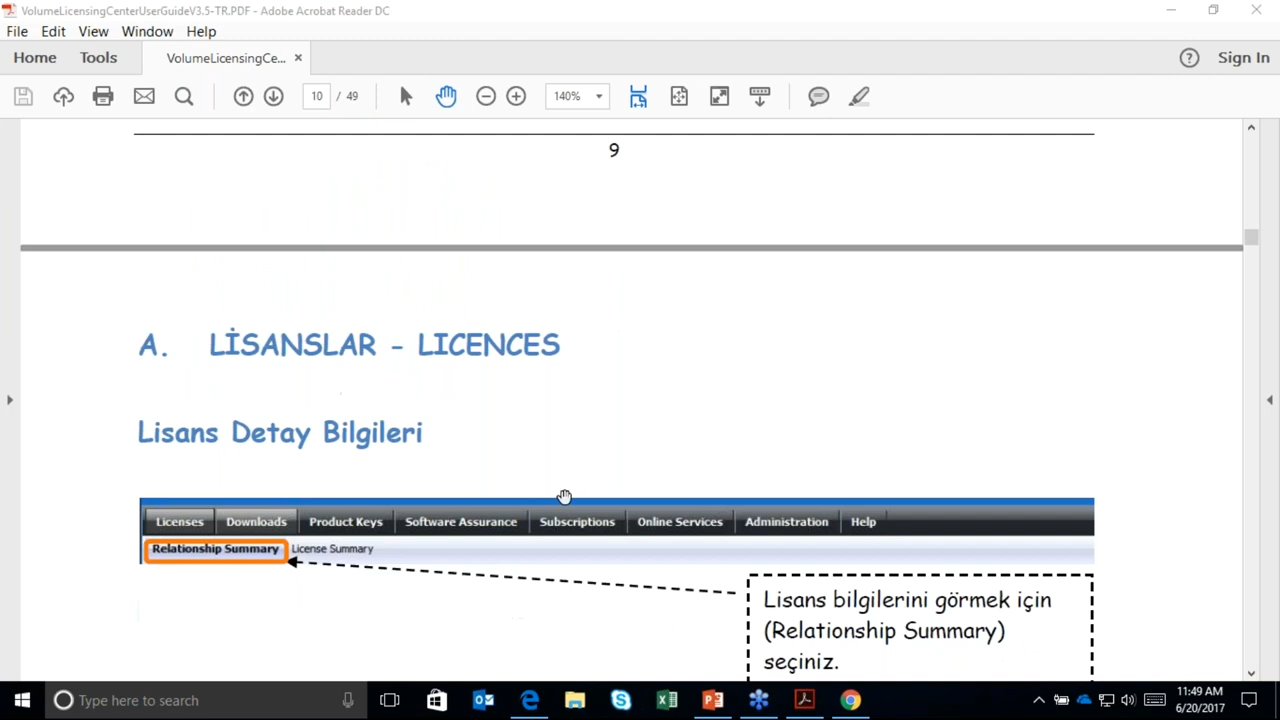 VolumeLicensingCenterUserGuideV3.5-TR.PDF - Adobe Acrobat Reader DC
File Edit View Window Help
Home Tools VolumeLicensingCe... × Sign In
10 / 49 140%
9
A. LİSANSLAR - LICENCES
Lisans Detay Bilgileri
Licenses Downloads Product Keys Software Assurance Subscriptions Online Services Administration Help
Relationship Summary License Summary
Lisans bilgilerini görmek için
(Relationship Summary)
seçiniz.
Type here to search
11:49 AM
6/20/2017